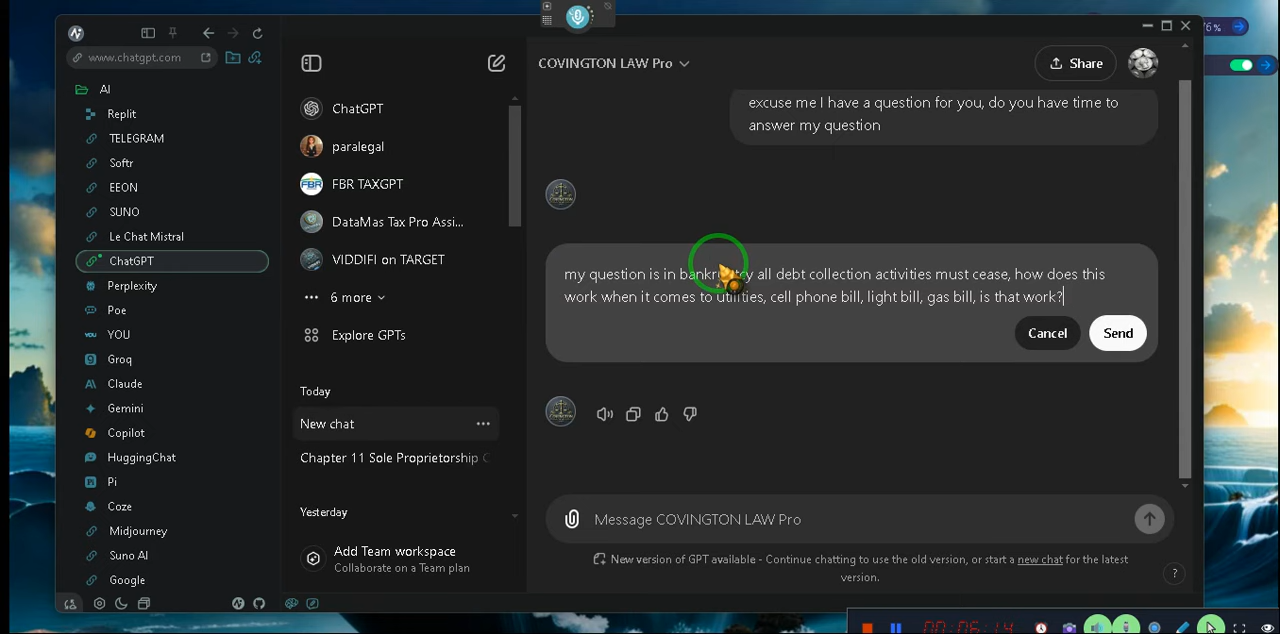 76%
www.chatgpt.com
AI
Replit
TELEGRAM
Softr
EEON
SUNO
Le Chat Mistral
ChatGPT
Perplexity
Poe
YOU
YOU
Groq
Claude
Gemini
Copilot
HuggingChat
Pi
Coze
Midjourney
Suno AI
Google
ChatGPT
paralegal
FBR
FBR TAXGPT
DataMas Tax Pro Assi...
VIDDIFI on TARGET
6 more
Explore GPTs
Today
New chat
Chapter 11 Sole Proprietorship
Yesterday
Add Team workspace
Collaborate on a Team plan
COVINGTON LAW Pro
Share
excuse me I have a question for you, do you have time to
answer my question
my question is in all debt collection activities must cease, how does this
work when it comes to utilities, cell phone bill, light bill, gas bill, is that work?
Cancel
Send
Message COVINGTON LAW Pro
New version of GPT available - Continue chatting to use the old version, or start a new chat for the latest
version.
?
00:06:14